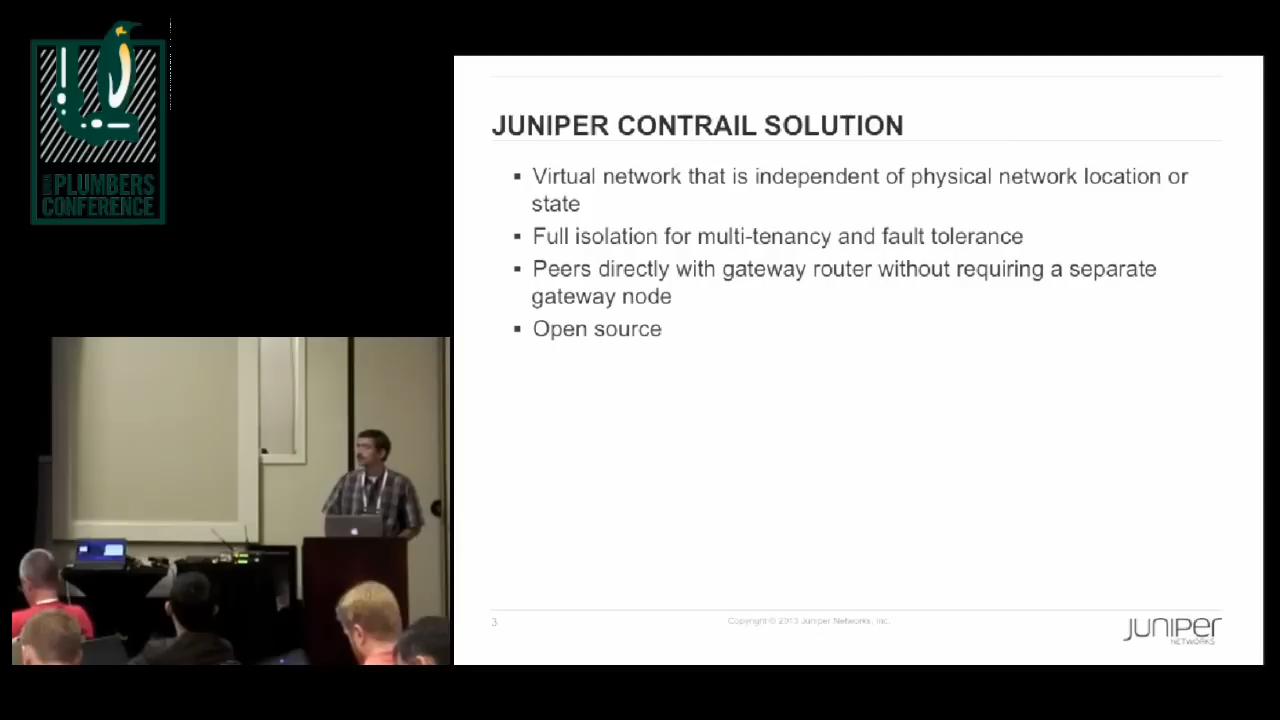 LINUX
PLUMBERS
CONFERENCE
JUNIPER CONTRAIL SOLUTION
▪ Virtual network that is independent of physical network location or
state
▪ Full isolation for multi-tenancy and fault tolerance
▪ Peers directly with gateway router without requiring a separate
gateway node
▪ Open source
3
Copyright © 2013 Juniper Networks, Inc.
JUNIPER
NETWORKS